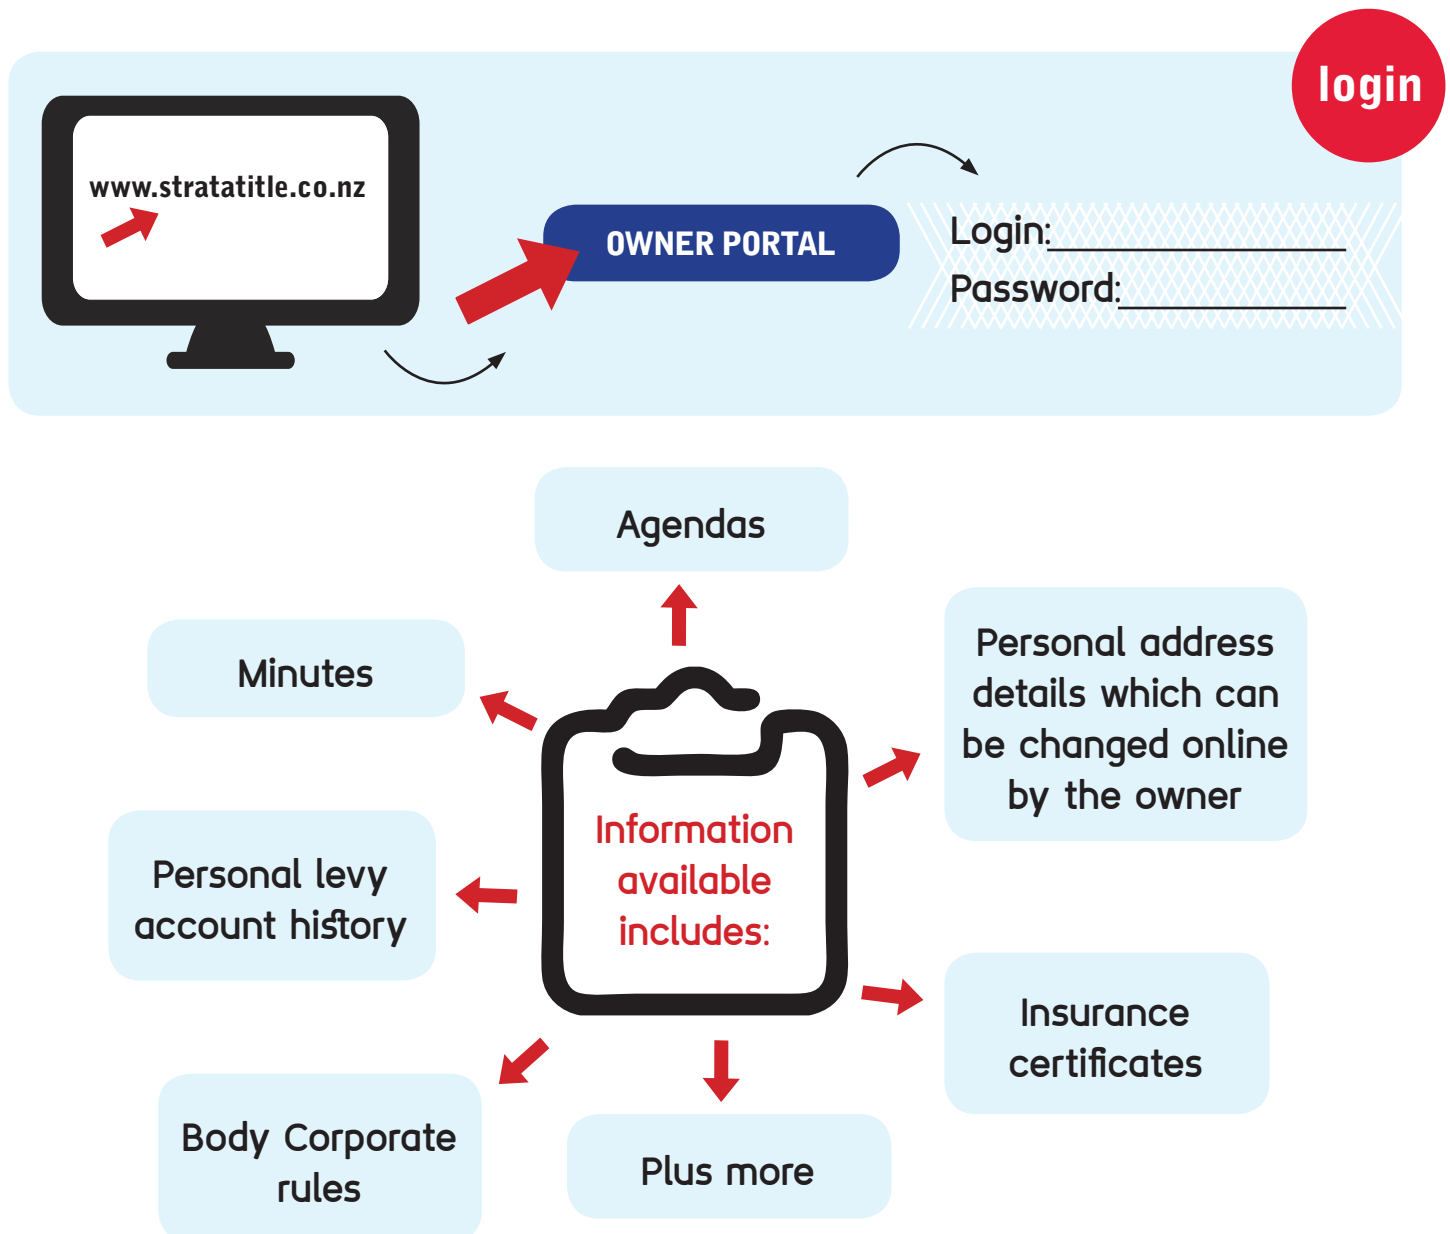 login
www.stratatitle.co.nz
OWNER PORTAL
Login:
Password:
Agendas
Minutes
Personal address
details which can
be changed online
by the owner
Personal levy
account history
Information
available
includes:
Insurance
certificates
Body Corporate
rules
Plus more